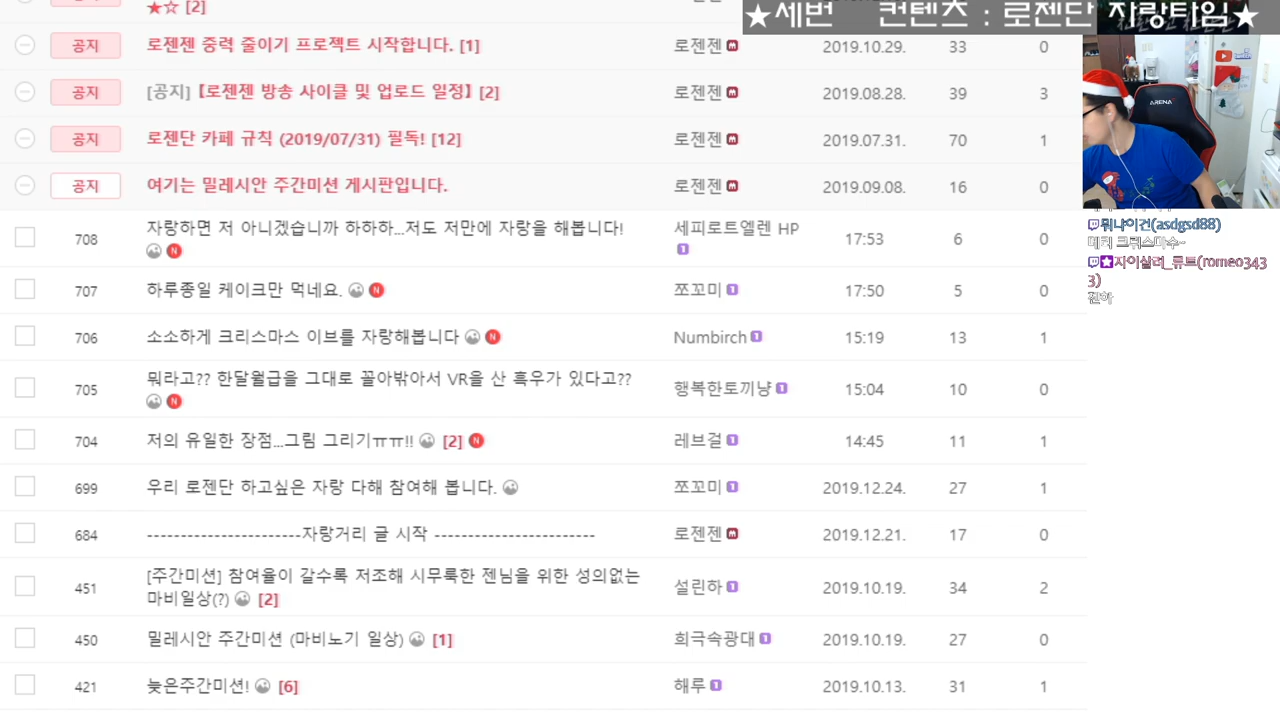 ★세번 컨텐츠 : 로젠단 자랑타임★
★☆ [2]
공지 로젠젠 중력 줄이기 프로젝트 시작합니다. [1] 로젠젠 2019.10.29. 33 0
공지 [공지]【로젠젠 방송 사이클 및 업로드 일정】 [2] 로젠젠 2019.08.28. 39 3
공지 로젠단 카페 규칙 (2019/07/31) 필독! [12] 로젠젠 2019.07.31. 70 1
공지 여기는 밀레시안 주간미션 게시판입니다. 로젠젠 2019.09.08. 16 0
708 자랑하면 저 아니겠습니까 하하하...저도 저만에 자랑을 해봅니다! N 세피로트엘렌 HP 1 17:53 6 0
707 하루종일 케이크만 먹네요. N 쪼꼬미 1 17:50 5 0
706 소소하게 크리스마스 이브를 자랑해봅니다 N Numbirch 1 15:19 13 1
705 뭐라고?? 한달월급을 그대로 꼴아밖아서 VR을 산 흑우가 있다고?? N 행복한토끼냥 1 15:04 10 0
704 저의 유일한 장점...그림 그리기ㅠㅠ!! [2] N 레브걸 1 14:45 11 1
699 우리 로젠단 하고싶은 자랑 다해 참여해 봅니다. 쪼꼬미 1 2019.12.24. 27 1
684 -----------------------자랑거리 글 시작 ------------------------ 로젠젠 2019.12.21. 17 0
451 [주간미션] 참여율이 갈수록 저조해 시무룩한 젠님을 위한 성의없는
마비일상(?) [2] 설린하 1 2019.10.19. 34 2
450 밀레시안 주간미션 (마비노기 일상) [1] 희극속광대 1 2019.10.19. 27 0
421 늦은주간미션! [6] 해루 1 2019.10.13. 31 1
ARENA
뭐냐이건(asdgsd88)
메리 크뤼스마수~
자이살려_류트(romeo343
3)
젠하